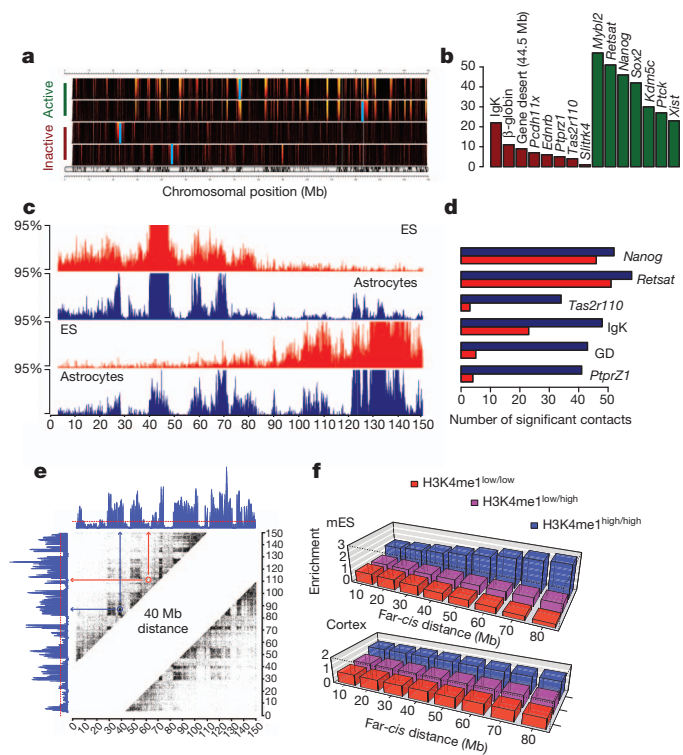 a
Active
Inactive
Chromosomal position (Mb)
b
50
40
30
20
10
0
IgK
β-globin
Gene desert (44.5 Mb)
Pcdh11x
Ednrb
Ptprz1
Tas2r110
Slitrk4
Mybl2
Retsat
Nanog
Sox2
Kdm5c
Ptck
Xist
c
95%
ES
95%
Astrocytes
95%
ES
95%
Astrocytes
0 10 20 30 40 50 60 70 80 90 100 110 120 130 140 150
d
Nanog
Retsat
Tas2r110
IgK
GD
PtprZ1
0 10 20 30 40 50
Number of significant contacts
e
40 Mb
distance
150
140
130
120
110
100
90
80
70
60
50
40
30
20
10
0
0 10 20 30 40 50 60 70 80 90 100 110 120 130 140 150
f
H3K4me1low/low
H3K4me1low/high
H3K4me1high/high
mES
Enrichment
3
2
1
0
10 20 30 40 50 60 70 80
Far-cis distance (Mb)
Cortex
2
1
0
10 20 30 40 50 60 70 80
Far-cis distance (Mb)